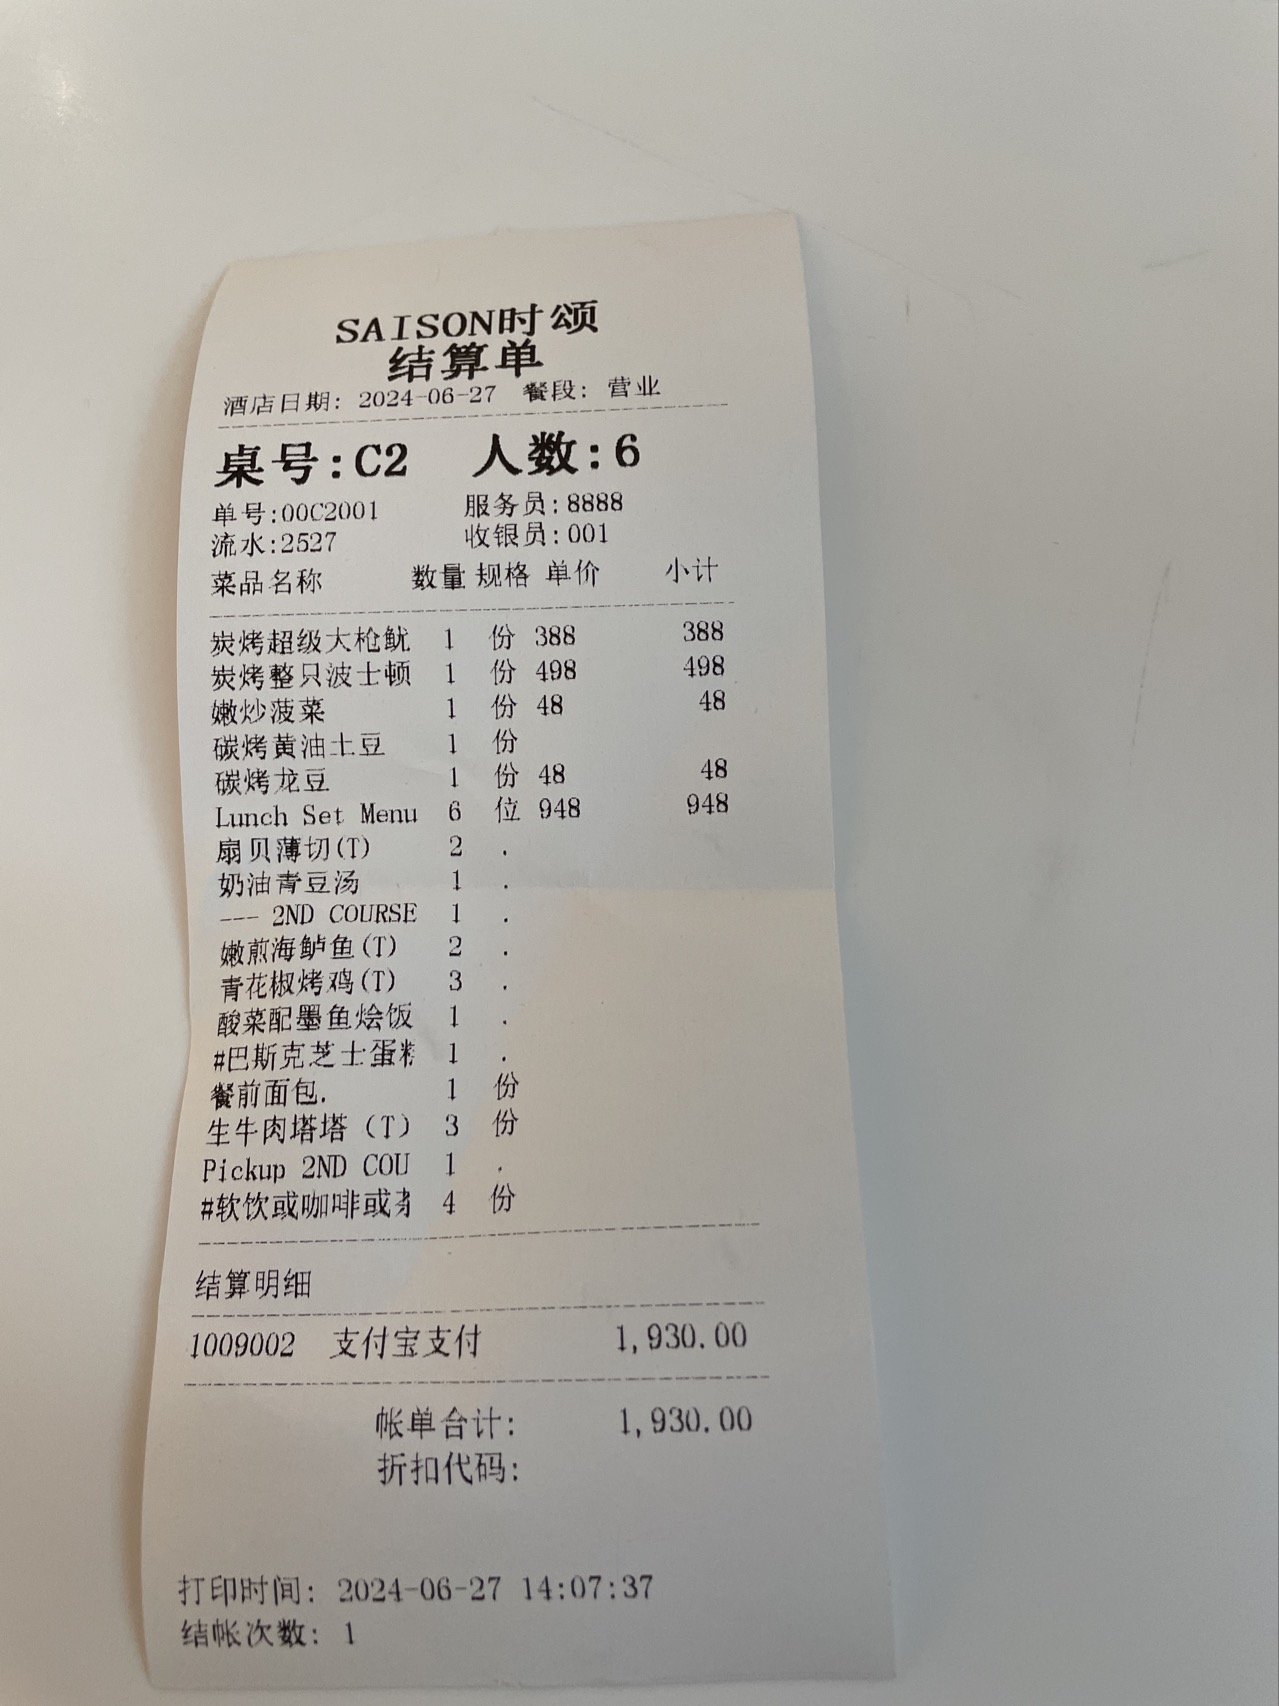 SAISON时颂
结算单
酒店日期: 2024-06-27 餐段: 营业
桌号:C2 人数:6
单号:00C2001 服务员:8888
流水:2527 收银员:001
菜品名称 数量 规格 单价 小计
炭烤超级大枪鱿 1 份 388 388
炭烤整只波士顿 1 份 498 498
嫩炒菠菜 1 份 48 48
碳烤黄油土豆 1 份
碳烤龙豆 1 份 48 48
Lunch Set Menu 6 位 948 948
扇贝薄切(T) 2 .
奶油青豆汤 1 .
--- 2ND COURSE 1 .
嫩煎海鲈鱼(T) 2 .
青花椒烤鸡(T) 3 .
酸菜配墨鱼烩饭 1 .
#巴斯克芝士蛋 1 .
餐前面包. 1 份
生牛肉塔塔 (T) 3 份
Pickup 2ND COU 1 .
#软饮或咖啡或 4 份
结算明细
1009002 支付宝支付 1,930.00
帐单合计: 1,930.00
折扣代码:
打印时间: 2024-06-27 14:07:37
结帐次数: 1